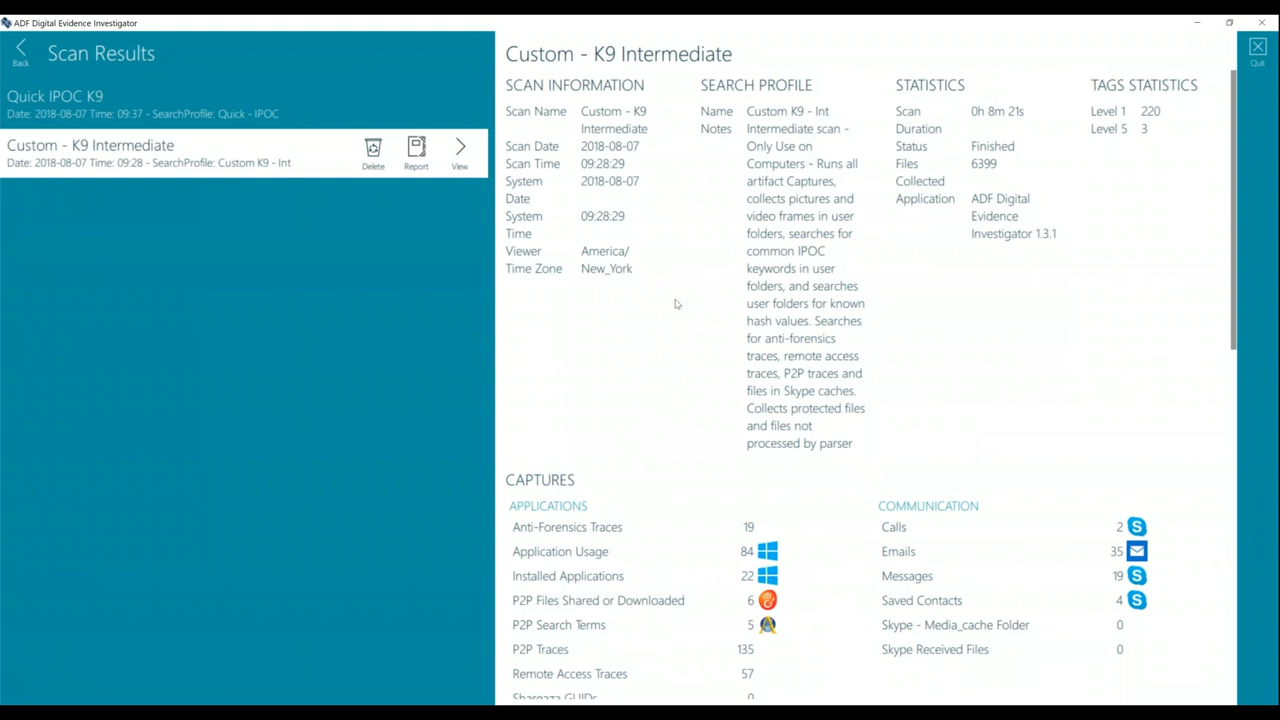 ADF Digital Evidence Investigator
Back
Scan Results
Quick IPOC K9
Date: 2018-08-07 Time: 09:37 - SearchProfile: Quick - IPOC
Custom - K9 Intermediate
Date: 2018-08-07 Time: 09:28 - SearchProfile: Custom K9 - Int
Delete
Report
View
Quit
Custom - K9 Intermediate
SCAN INFORMATION
Scan Name Custom - K9
Intermediate
Scan Date 2018-08-07
Scan Time 09:28:29
System 2018-08-07
Date
System 09:28:29
Time
Viewer America/
Time Zone New_York
SEARCH PROFILE
Name Custom K9 - Int
Notes Intermediate scan -
Only Use on
Computers - Runs all
artifact Captures,
collects pictures and
video frames in user
folders, searches for
common IPOC
keywords in user
folders, and searches
user folders for known
hash values. Searches
for anti-forensics
traces, remote access
traces, P2P traces and
files in Skype caches.
Collects protected files
and files not
processed by parser
STATISTICS
Scan 0h 8m 21s
Duration
Status Finished
Files 6399
Collected
Application ADF Digital
Evidence
Investigator 1.3.1
TAGS STATISTICS
Level 1 220
Level 5 3
CAPTURES
APPLICATIONS
Anti-Forensics Traces 19
Application Usage 84
Installed Applications 22
P2P Files Shared or Downloaded 6
P2P Search Terms 5
P2P Traces 135
Remote Access Traces 57
Shareaza GUIDs 0
COMMUNICATION
Calls 2
Emails 35
Messages 19
Saved Contacts 4
Skype - Media_cache Folder 0
Skype Received Files 0